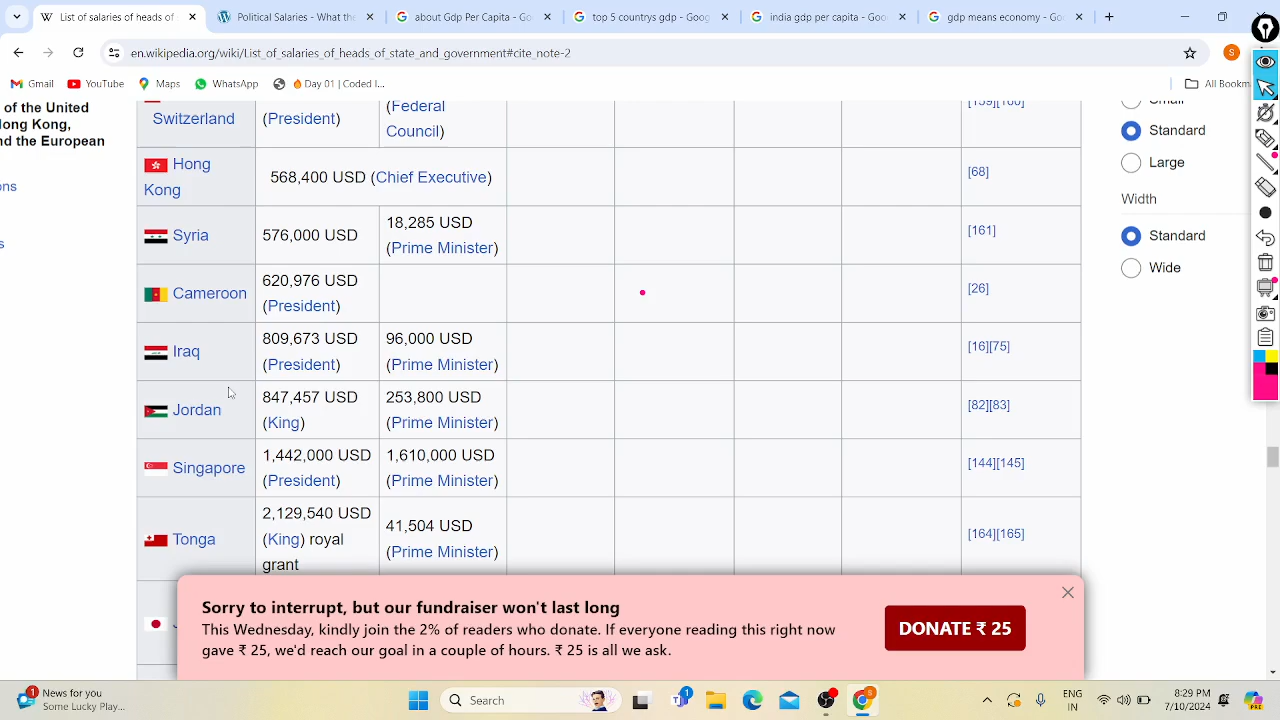 of salaries of
Political Salaries - What if
about GDP Per Capita - Go
top 5 countrys gdp - Goo
india gdp per capita - Goo
gdp means economy - Go
en.wikipedia.org/wiki/List_of_salaries_of_heads_of_state_and_government#cite_note
S
Gmail
YouTube
Maps
WhatsApp
Day 01 | Coded I...
All Bookm
of the United
Hong Kong,
nd the European
ons
s
Switzerland
(President)
(Federal
Council)
[159][160]
Hong
Kong
568,400 USD (Chief Executive)
[68]
Syria
576,000 USD
18,285 USD
(Prime Minister)
[161]
Cameroon
620,976 USD
(President)
[26]
Iraq
809,673 USD
(President)
96,000 USD
(Prime Minister)
[16][75]
Jordan
847,457 USD
(King)
253,800 USD
(Prime Minister)
[82][83]
Singapore
1,442,000 USD
(President)
1,610,000 USD
(Prime Minister)
[144][145]
Tonga
2,129,540 USD
(King) royal
grant
41,504 USD
(Prime Minister)
[164][165]
Small
Standard
Large
Width
Standard
Wide
Sorry to interrupt, but our fundraiser won't last long
This Wednesday, kindly join the 2% of readers who donate. If everyone reading this right now
gave ₹ 25, we'd reach our goal in a couple of hours. ₹ 25 is all we ask.
DONATE ₹ 25
1
News for you
Some Lucky Play...
Search
1
S
ENG
IN
8:29 PM
7/10/2024
PRE